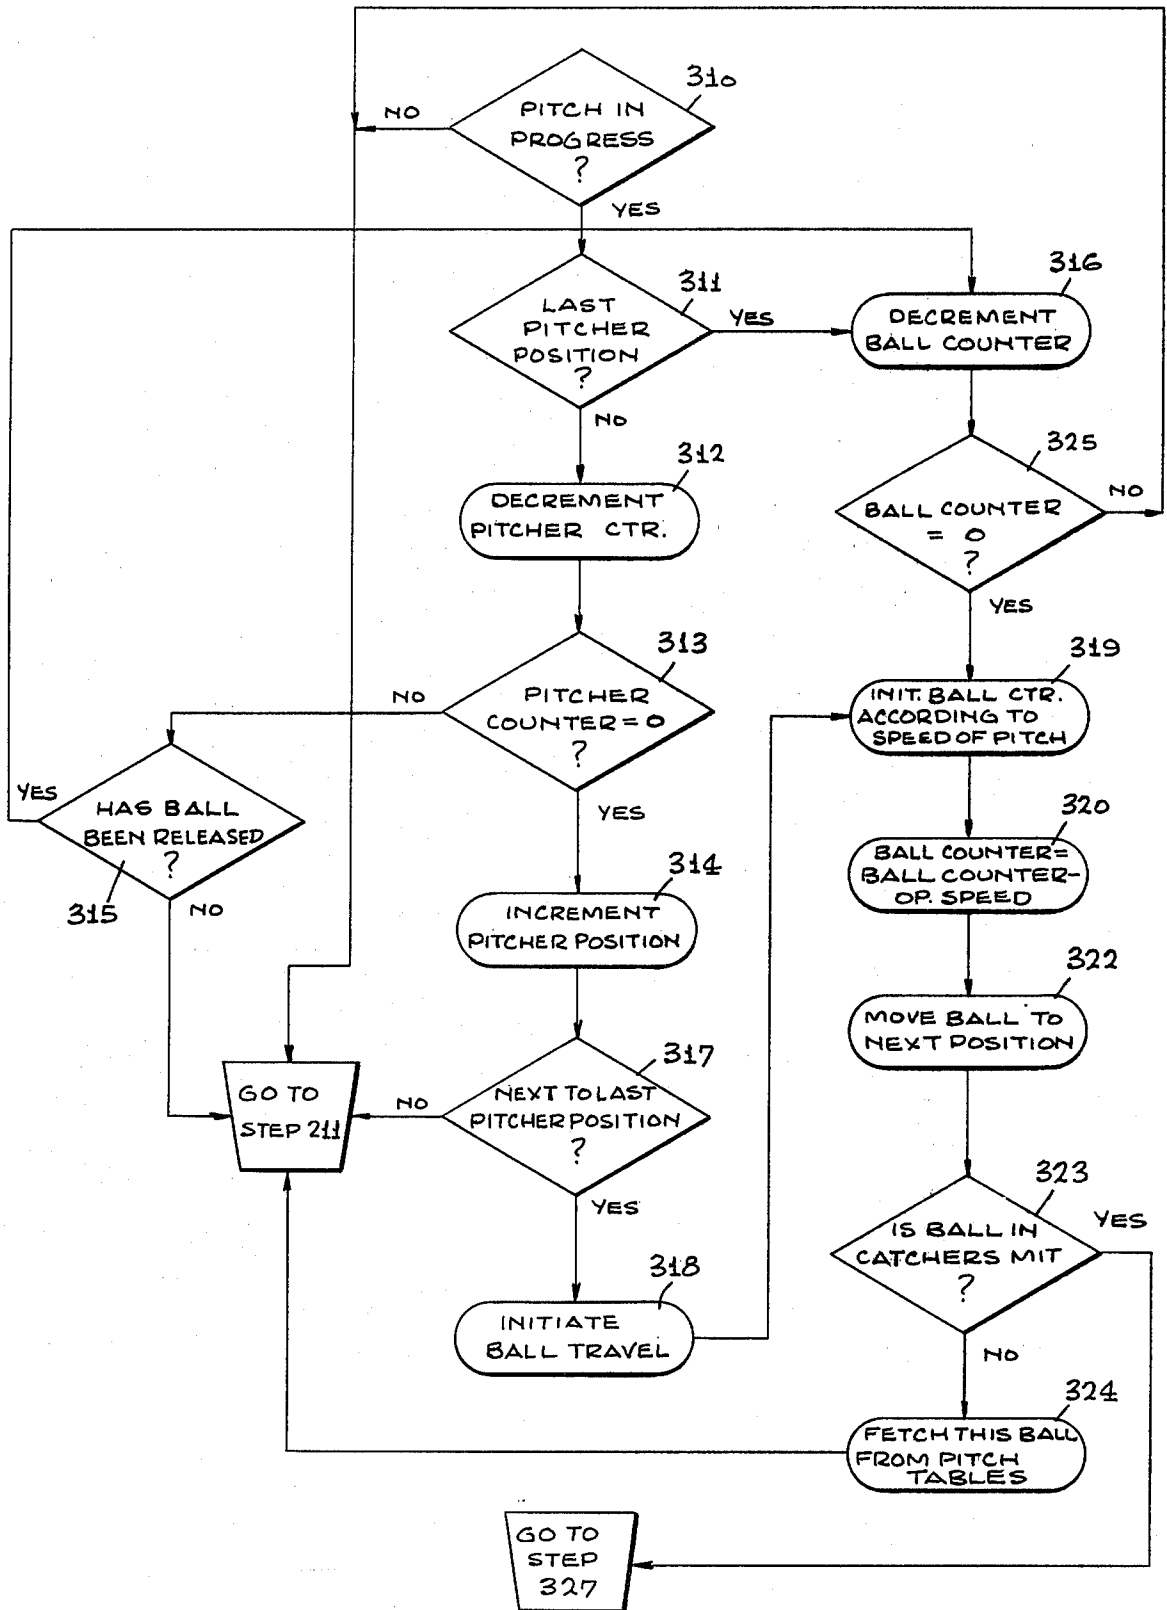 310
PITCH IN
PROGRESS
?
NO
YES
311
LAST
PITCHER
POSITION
?
YES
NO
316
DECREMENT
BALL COUNTER
312
DECREMENT
PITCHER CTR.
325
BALL COUNTER
= 0
?
NO
YES
313
PITCHER
COUNTER = 0
?
NO
YES
319
INIT. BALL CTR.
ACCORDING TO
SPEED OF PITCH
YES
HAS BALL
BEEN RELEASED
?
315
NO
320
BALL COUNTER=
BALL COUNTER-
OP. SPEED
314
INCREMENT
PITCHER POSITION
322
MOVE BALL TO
NEXT POSITION
317
NEXT TO LAST
PITCHER POSITION
?
NO
YES
GO TO
STEP 211
323
IS BALL IN
CATCHERS MIT
?
YES
NO
318
INITIATE
BALL TRAVEL
324
FETCH THIS BALL
FROM PITCH
TABLES
GO TO
STEP
327